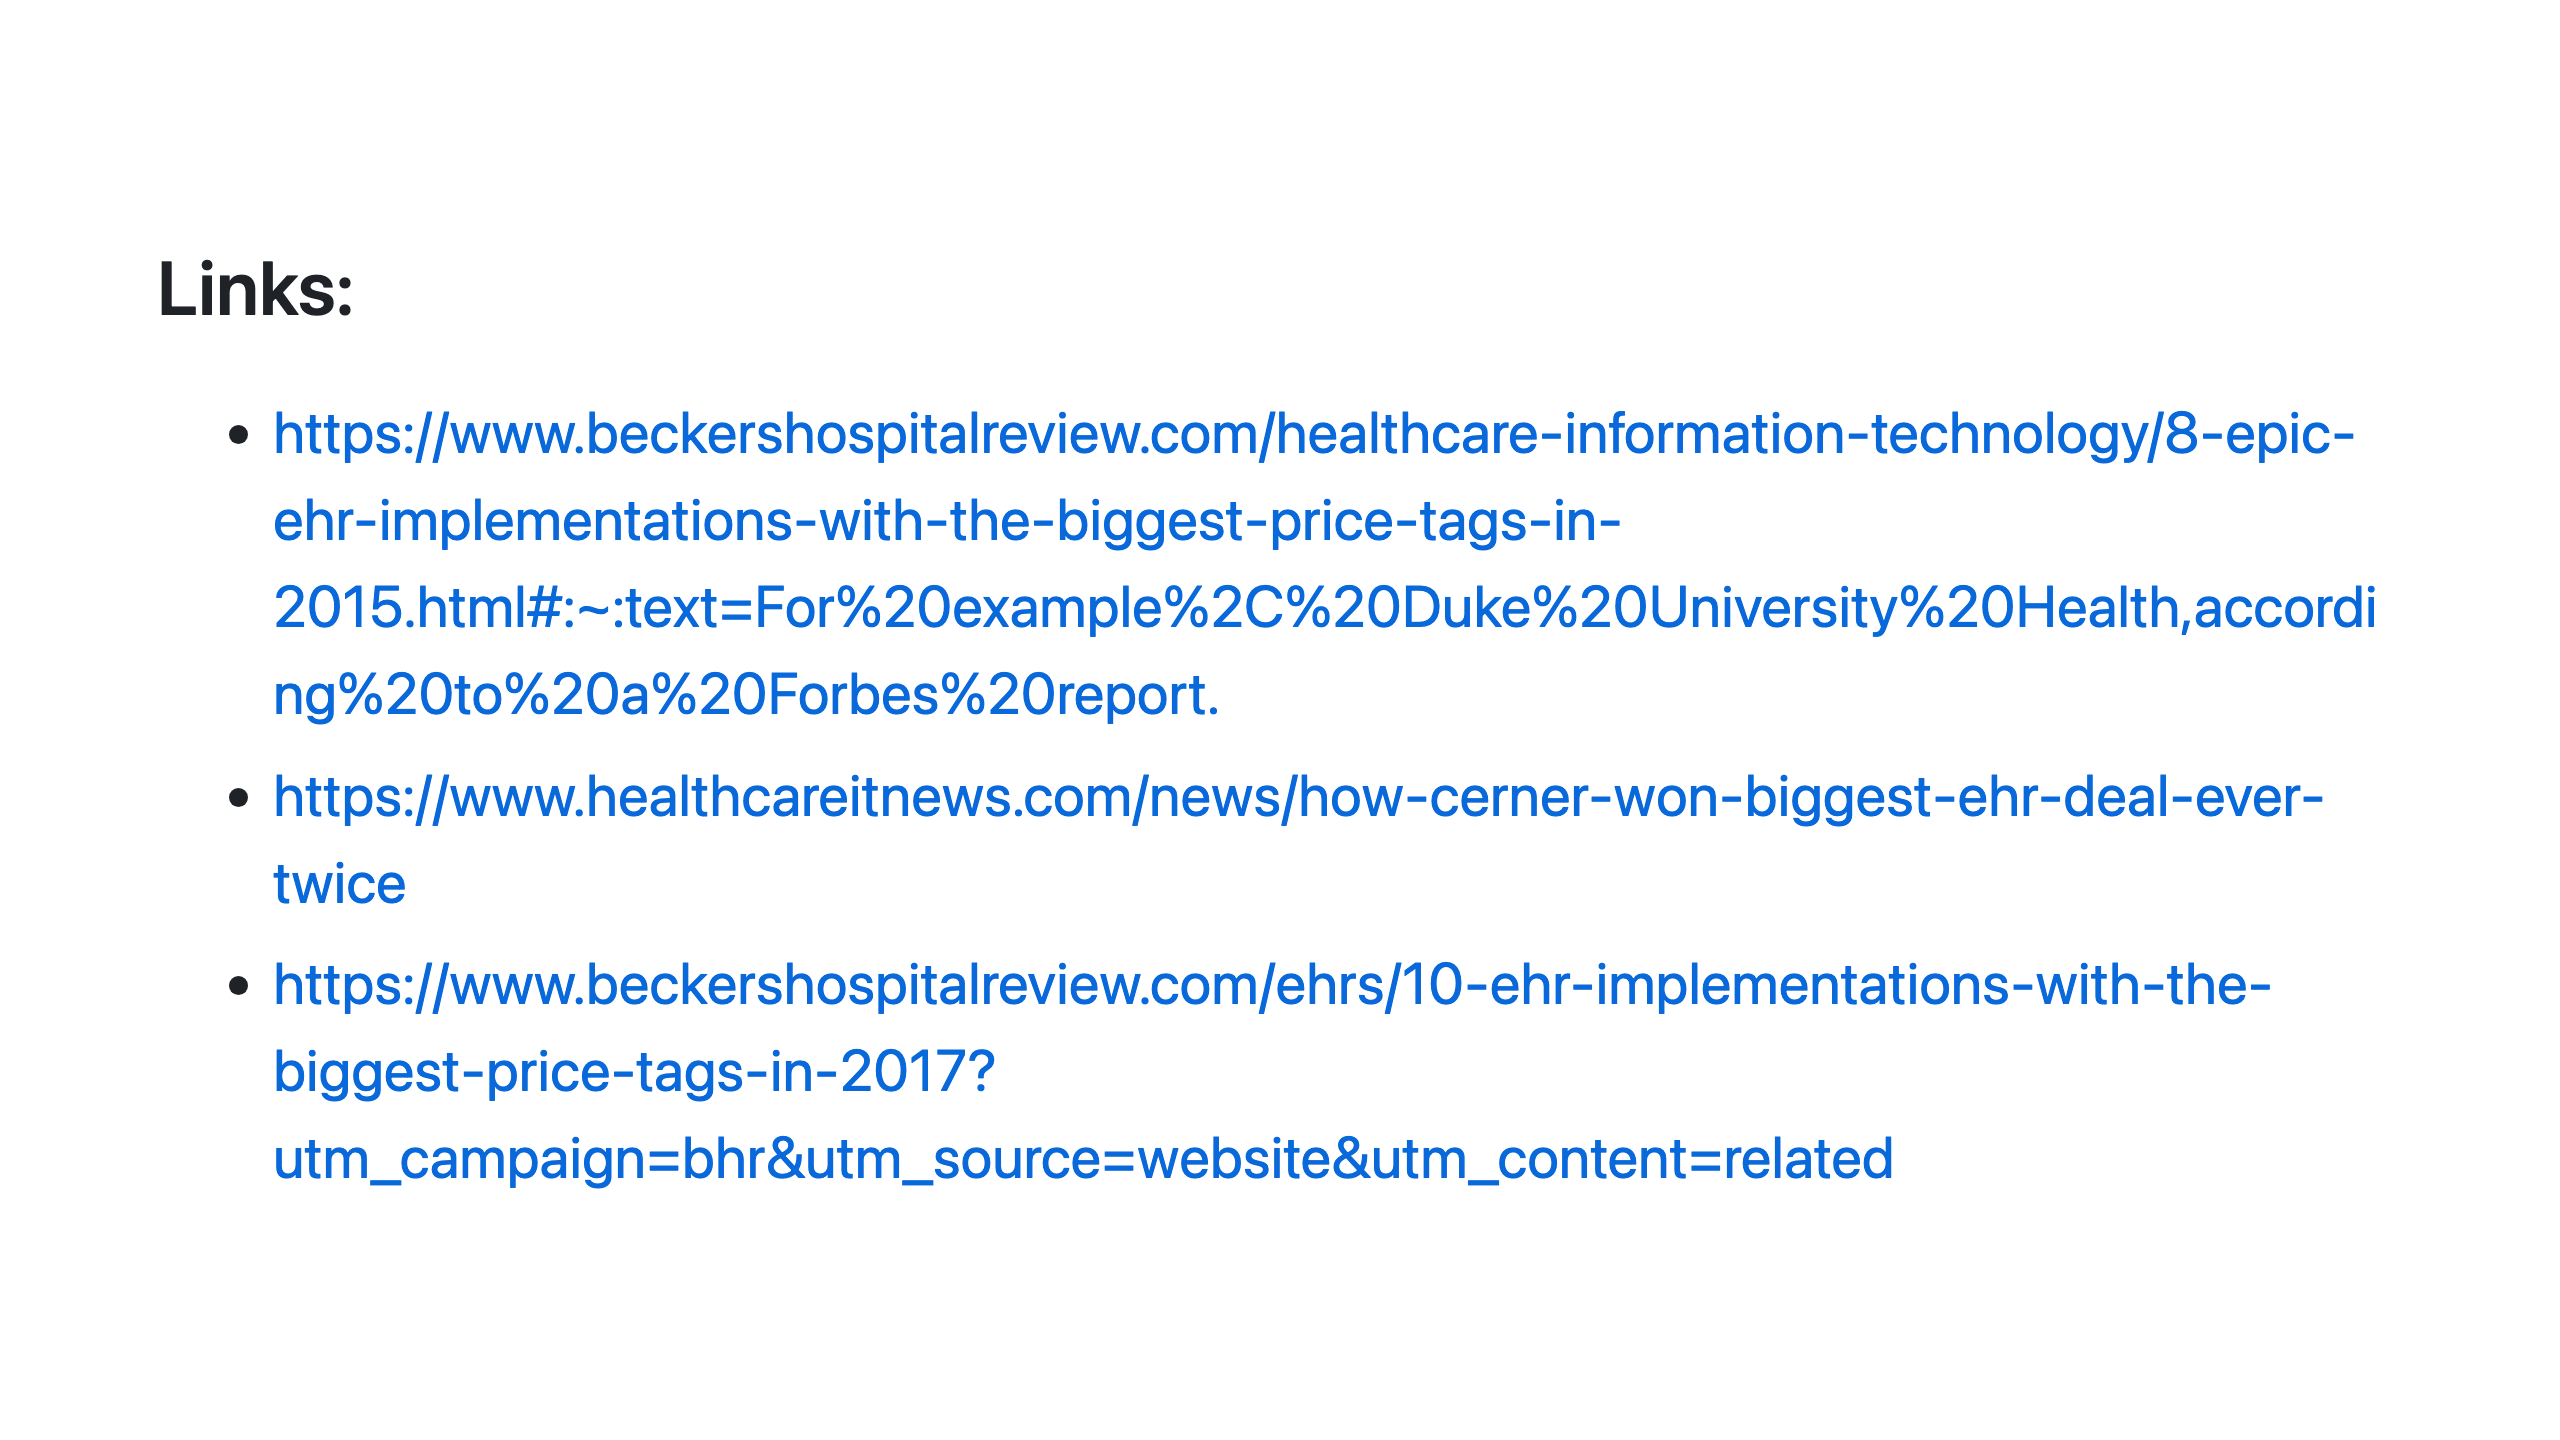 Links:
• https://www.beckershospitalreview.com/healthcare-information-technology/8-epic-
ehr-implementations-with-the-biggest-price-tags-in-
2015.html#:~:text=For%20example%2C%20Duke%20University%20Health,accordi
ng%20to%20a%20Forbes%20report.
• https://www.healthcareitnews.com/news/how-cerner-won-biggest-ehr-deal-ever-
twice
• https://www.beckershospitalreview.com/ehrs/10-ehr-implementations-with-the-
biggest-price-tags-in-2017?
utm_campaign=bhr&utm_source=website&utm_content=related